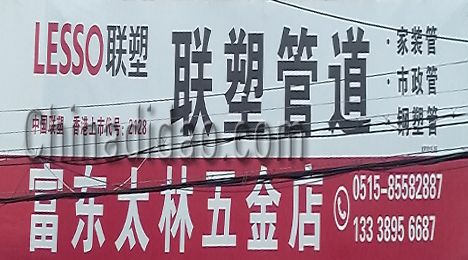 LESSO联塑
中国联塑 香港上市代号：2128
联塑管道
·家装管
·市政管
·钢塑管
Chinadidao.com
富东太林五金店
0515-85582887
133 3895 6687